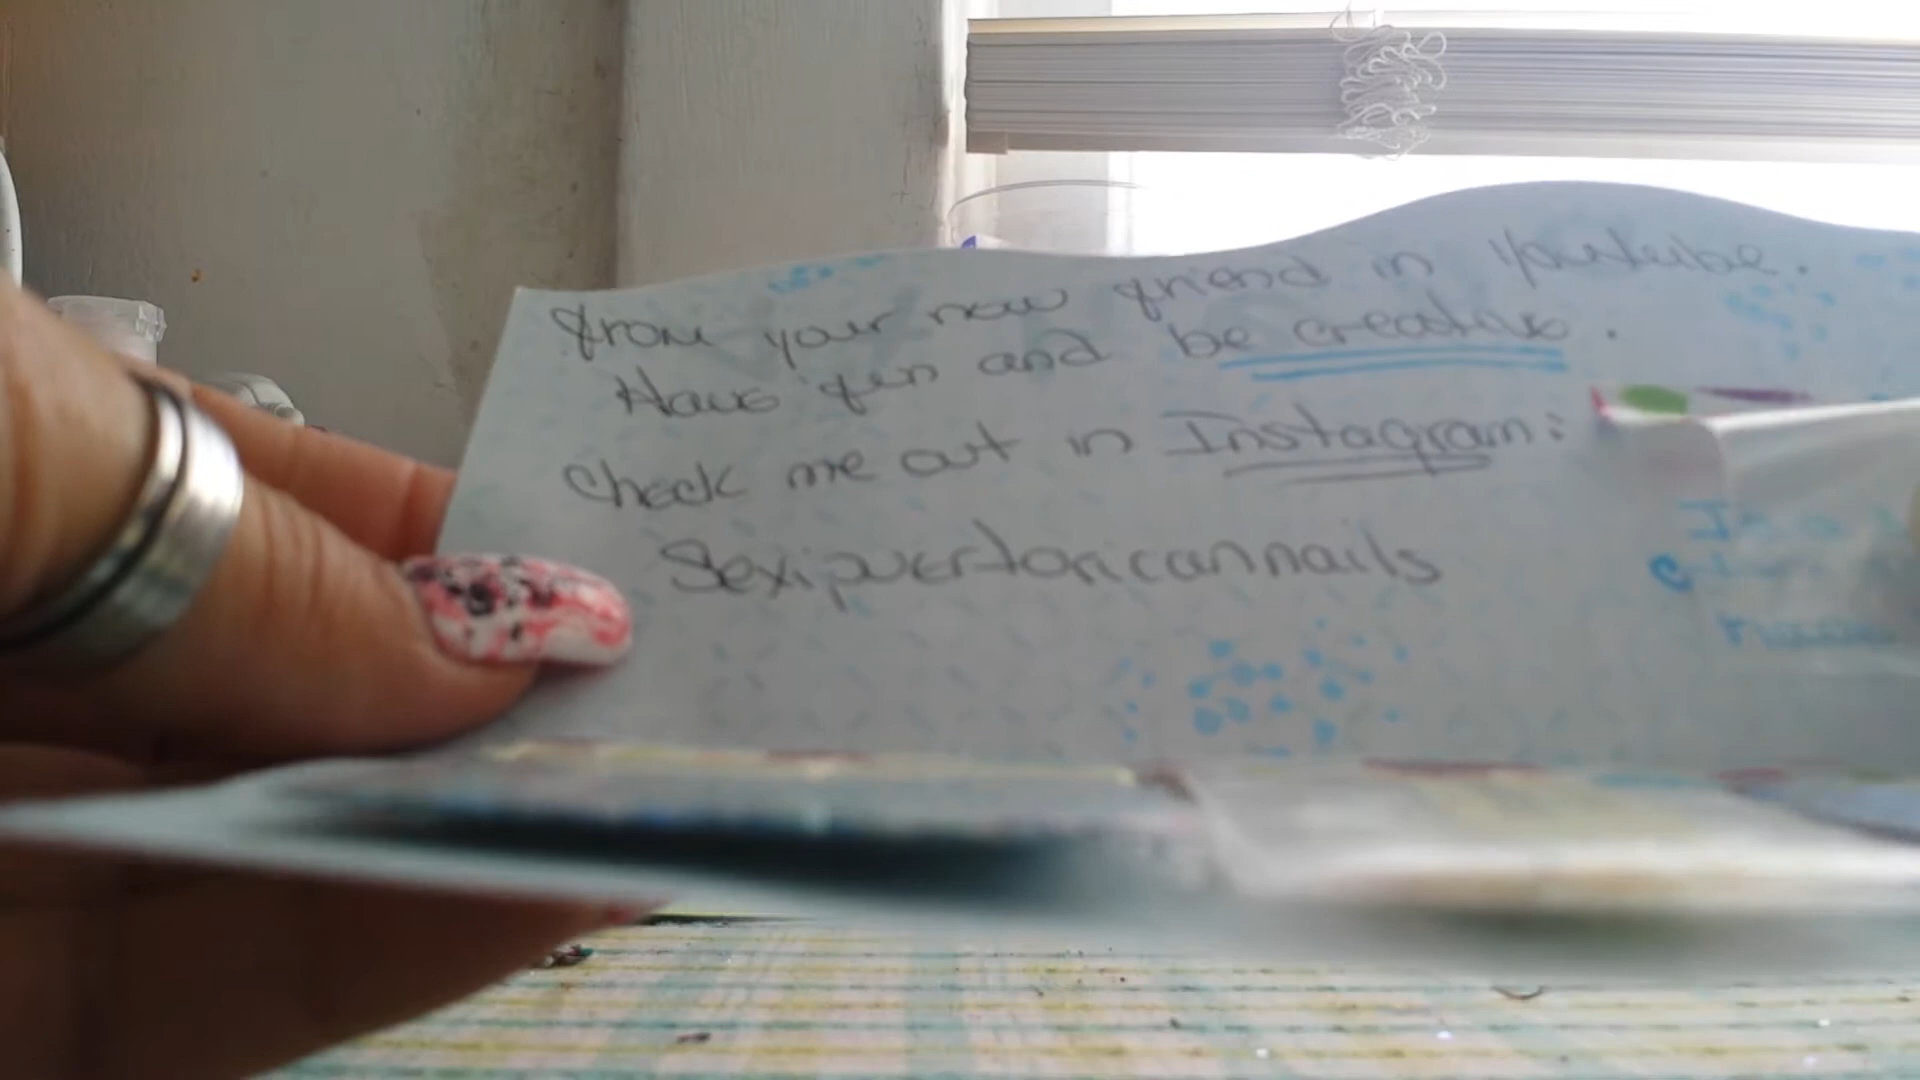 from your new friend in Youtube.
Have fun and be creative.
Check me out in Instagram:
Sexipuertoricannails